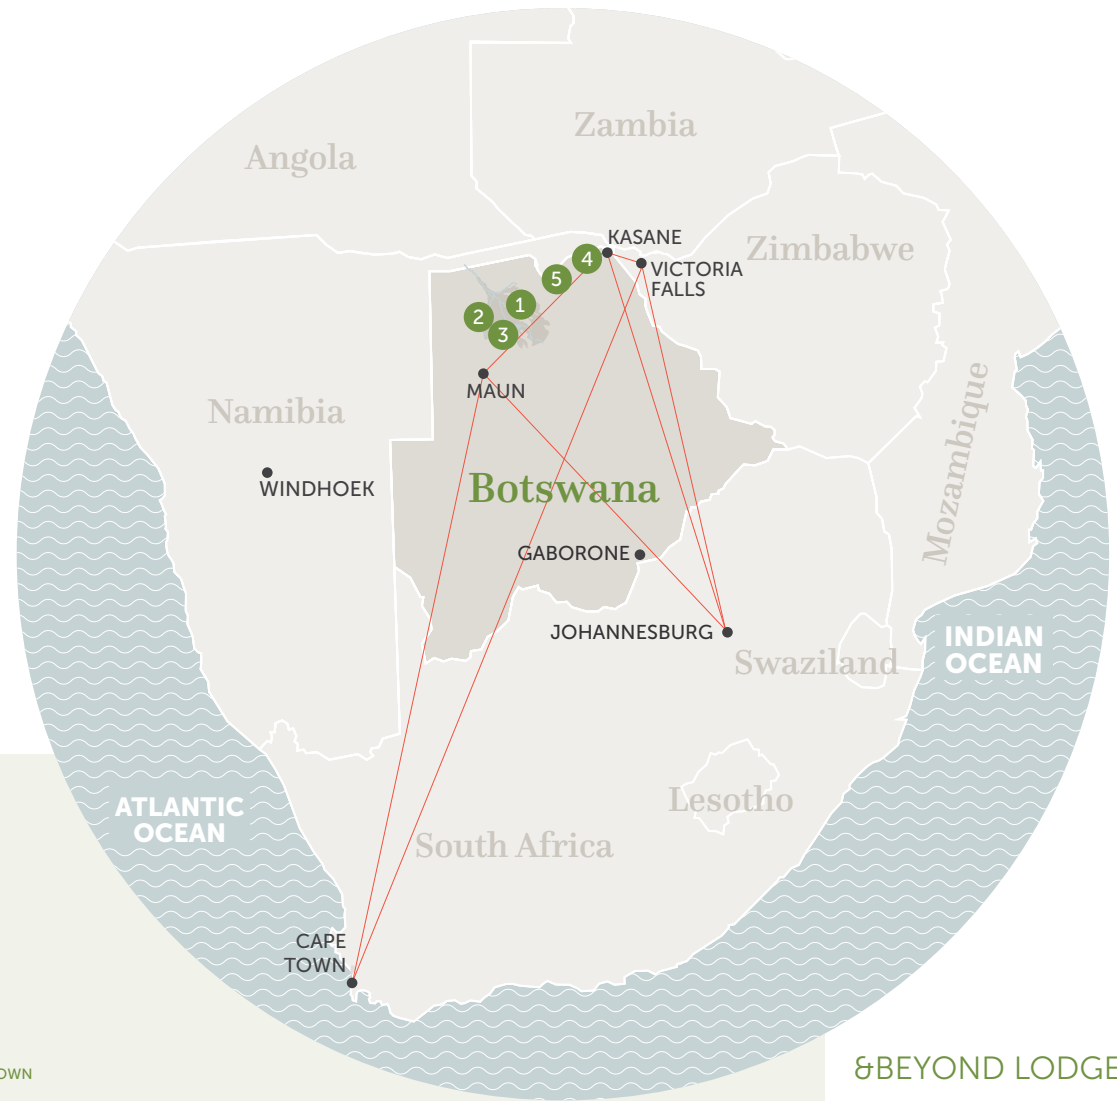 Zambia
Angola
KASANE
Zimbabwe
4
VICTORIA
FALLS
5
1
2
3
MAUN
Namibia
Mozambique
WINDHOEK
Botswana
GABORONE
JOHANNESBURG
INDIAN
OCEAN
Swaziland
ATLANTIC
OCEAN
Lesotho
South Africa
CAPE
TOWN
OWN
&BEYOND LODGE